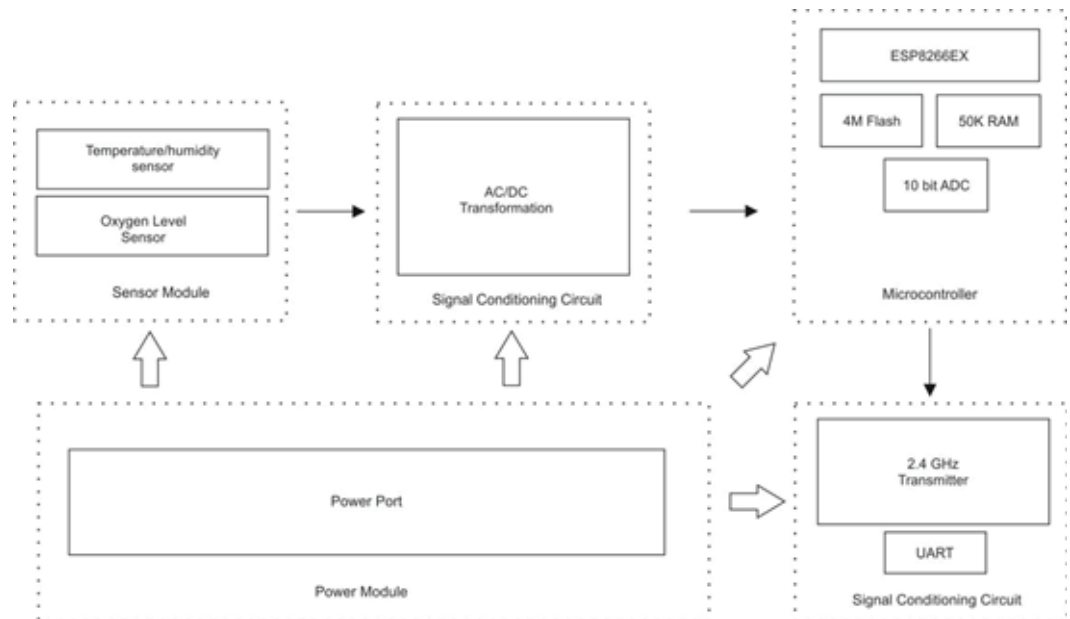 Temperature/humidity
sensor
Oxygen Level
Sensor
Sensor Module
AC/DC
Transformation
Signal Conditioning Circuit
ESP8266EX
4M Flash
50K RAM
10 bit ADC
Microcontroller
Power Port
Power Module
2.4 GHz
Transmitter
UART
Signal Conditioning Circuit